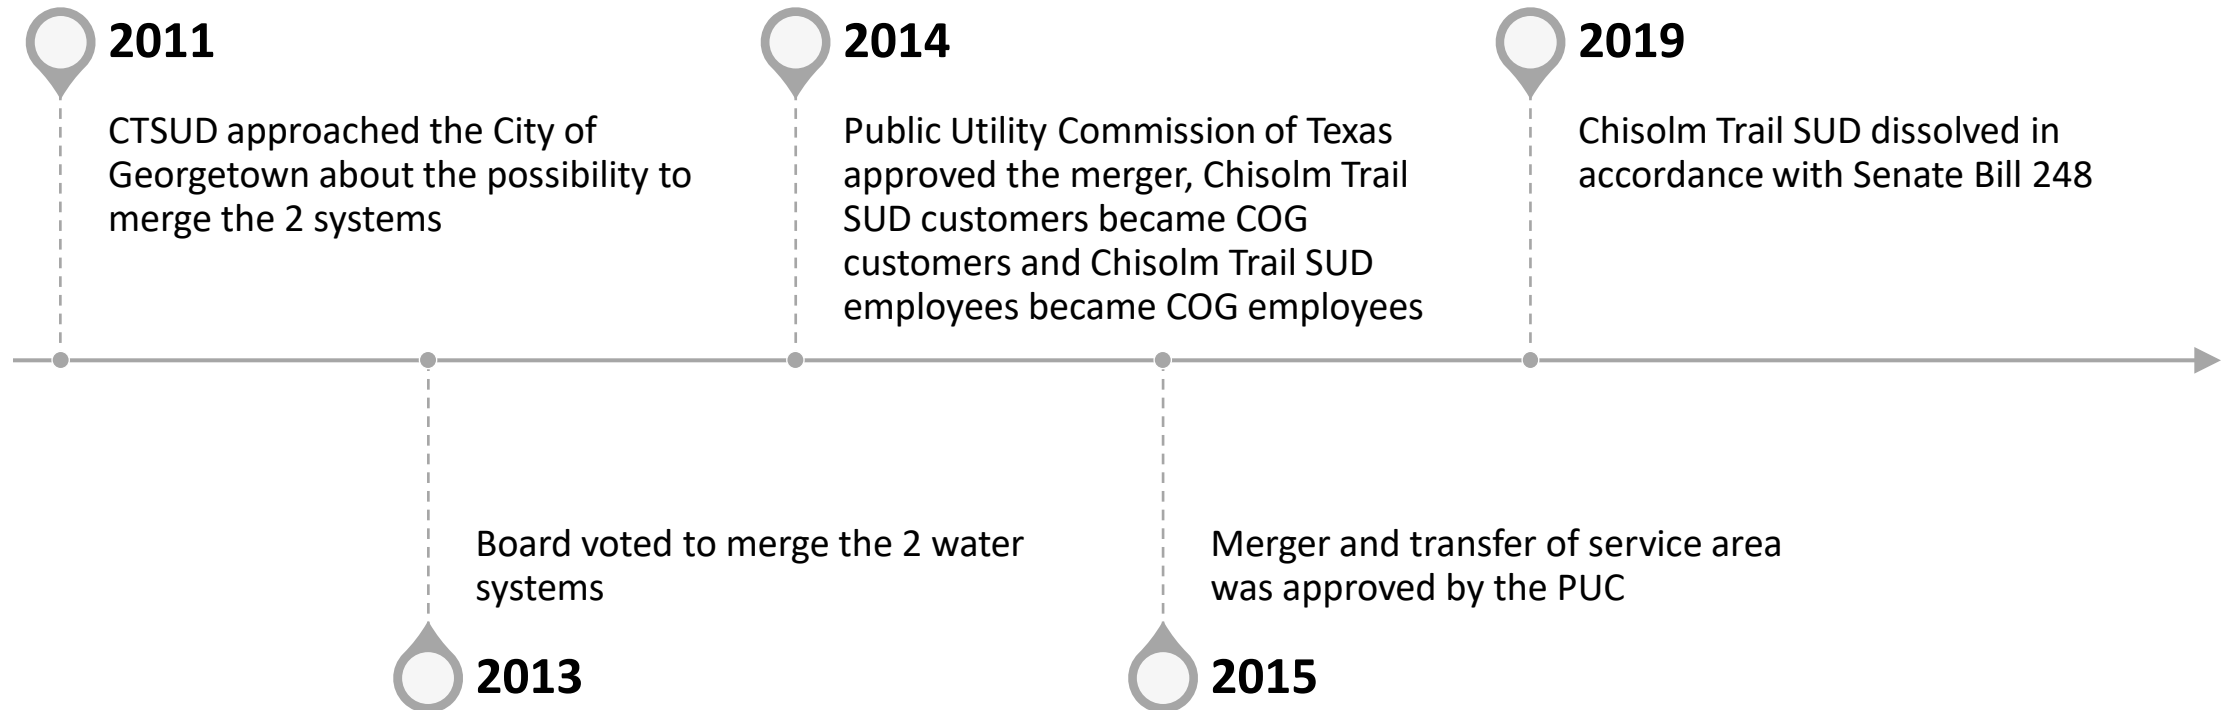 2011
CTSUD approached the City of
Georgetown about the possibility to
merge the 2 systems
2013
Board voted to merge the 2 water
systems
2014
Public Utility Commission of Texas
approved the merger, Chisolm Trail
SUD customers became COG
customers and Chisolm Trail SUD
employees became COG employees
2015
Merger and transfer of service area
was approved by the PUC
2019
Chisolm Trail SUD dissolved in
accordance with Senate Bill 248